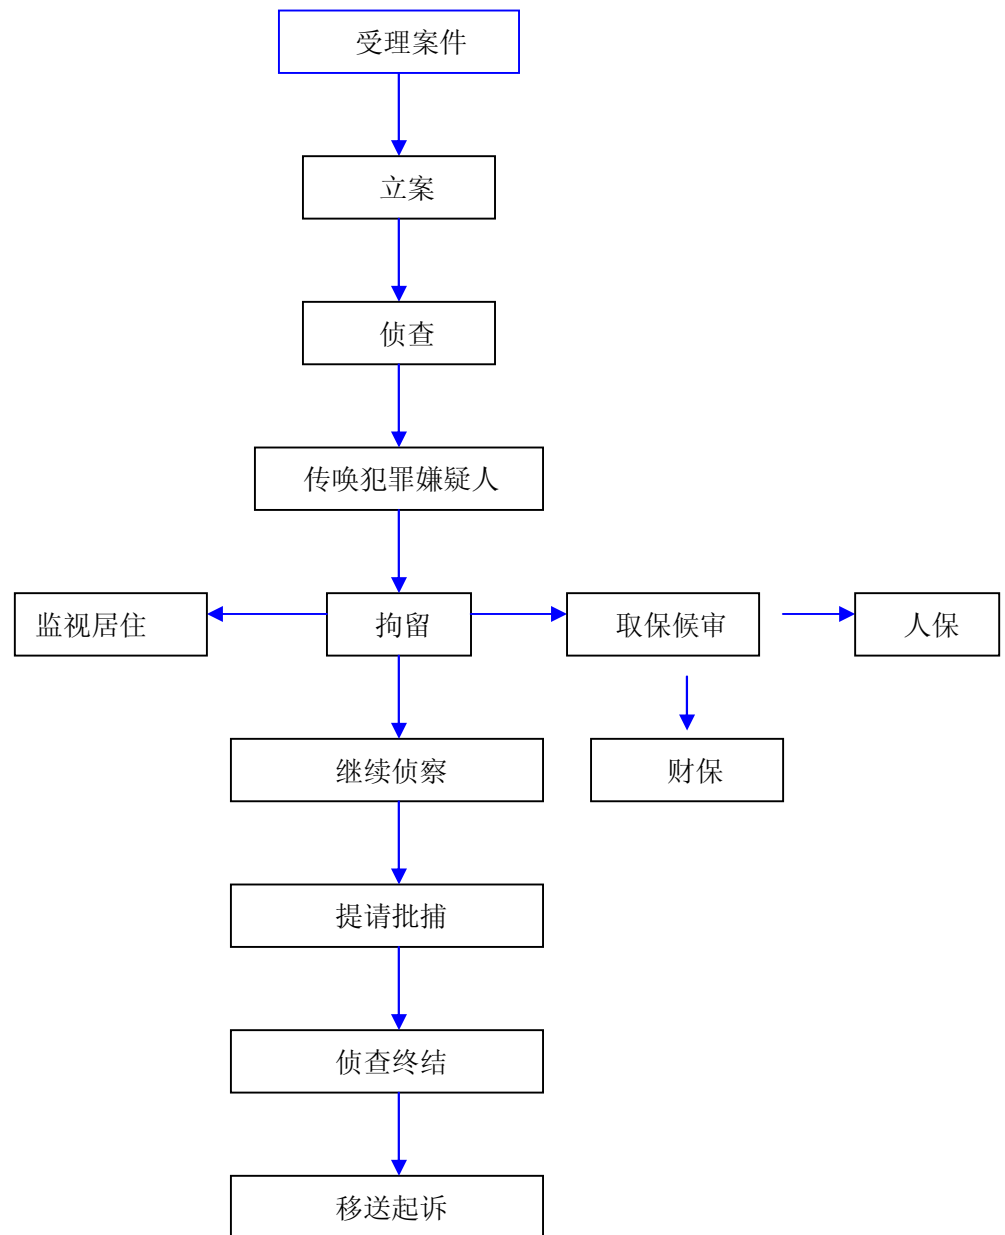 受理案件
立案
侦查
传唤犯罪嫌疑人
监视居住
拘留
取保候审
人保
继续侦察
财保
提请批捕
侦查终结
移送起诉